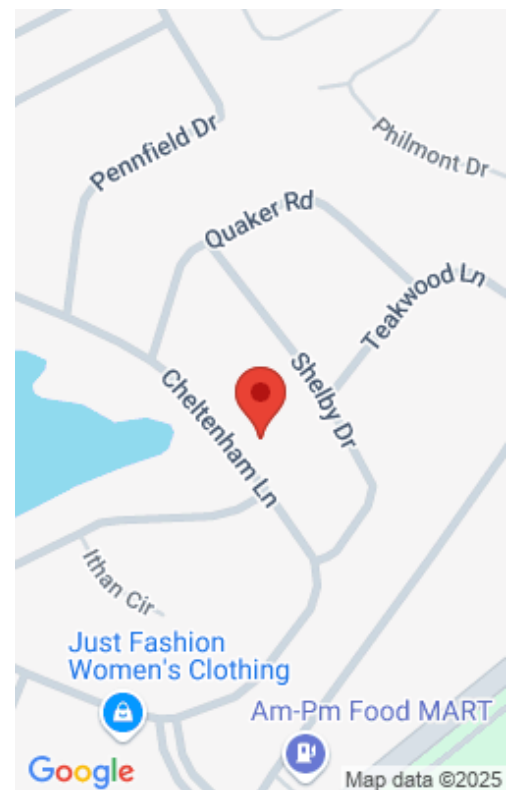 Pennfield Dr
Philmont Dr
Quaker Rd
Teakwood Ln
Shelby Dr
Cheltenham Ln
Ithan Cir
Just Fashion
Women's Clothing
Am-Pm Food MART
Google
Map data ©2025